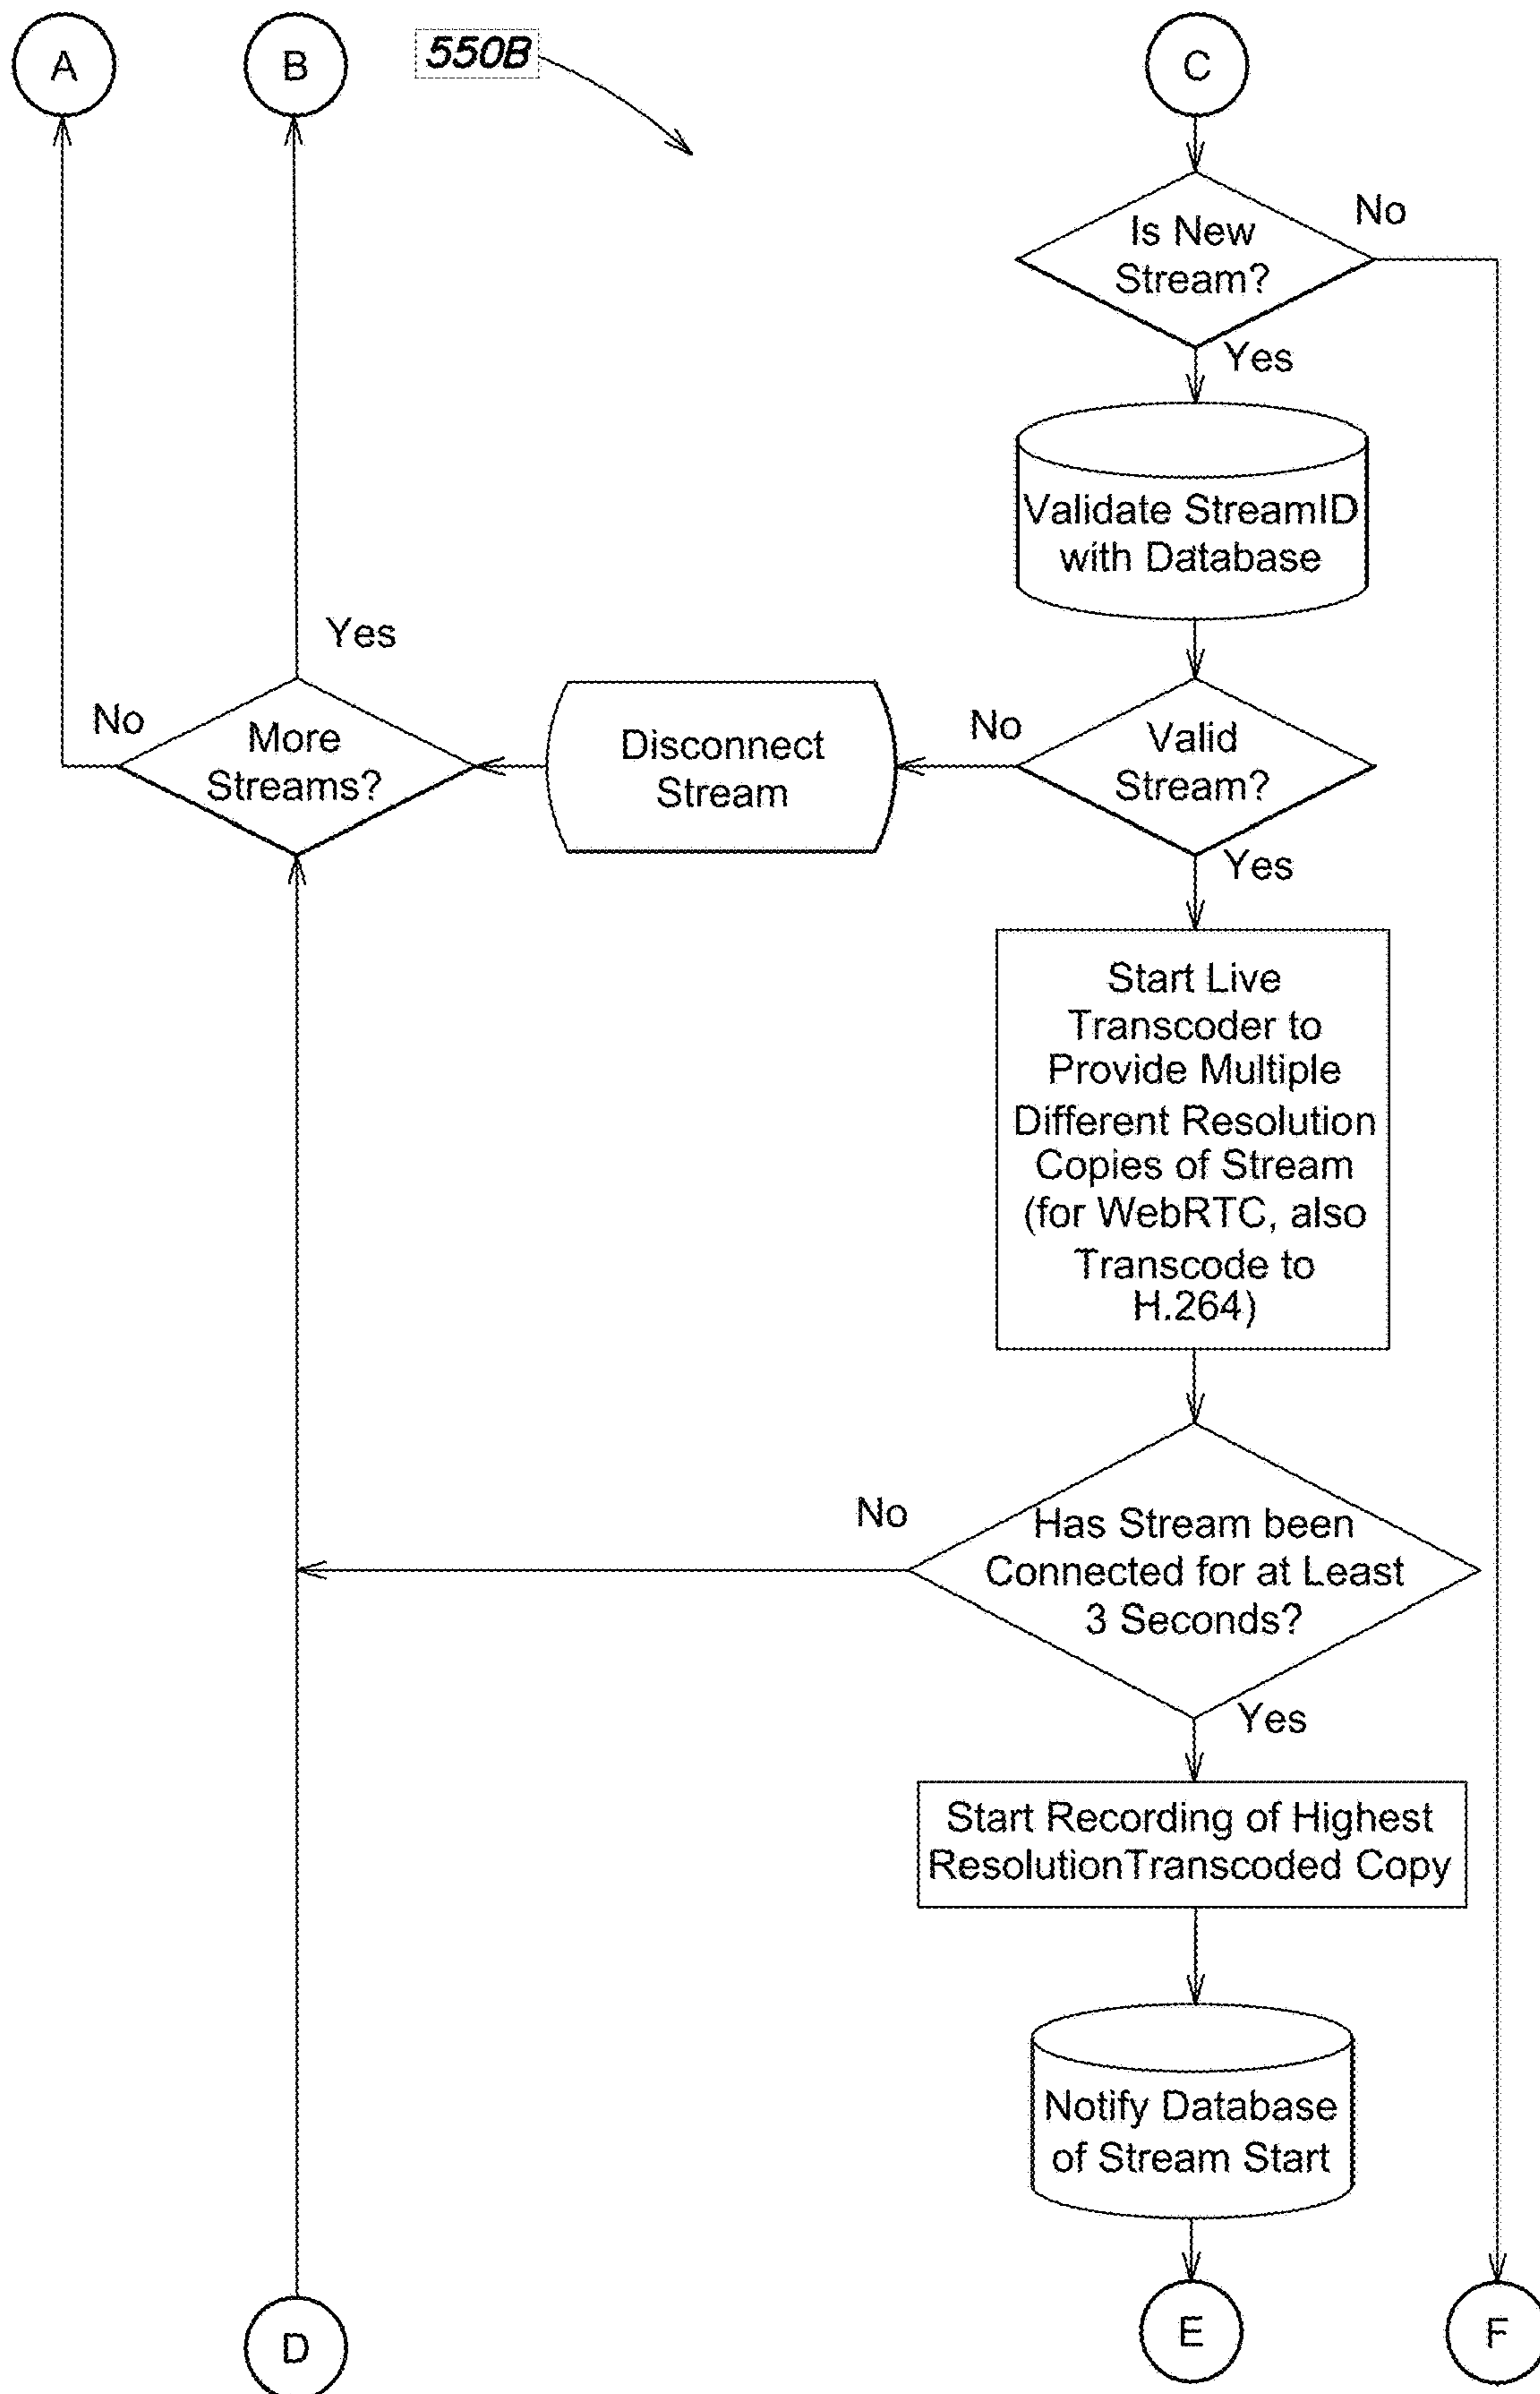 A
B
550B
C
Is New
Stream?
No
Yes
Validate StreamID
with Database
Yes
No
More
Streams?
Disconnect
Stream
No
Valid
Stream?
Yes
Start Live
Transcoder to
Provide Multiple
Different Resolution
Copies of Stream
(for WebRTC, also
Transcode to
H.264)
No
Has Stream been
Connected for at Least
3 Seconds?
Yes
Start Recording of Highest
ResolutionTranscoded Copy
Notify Database
of Stream Start
D
E
F